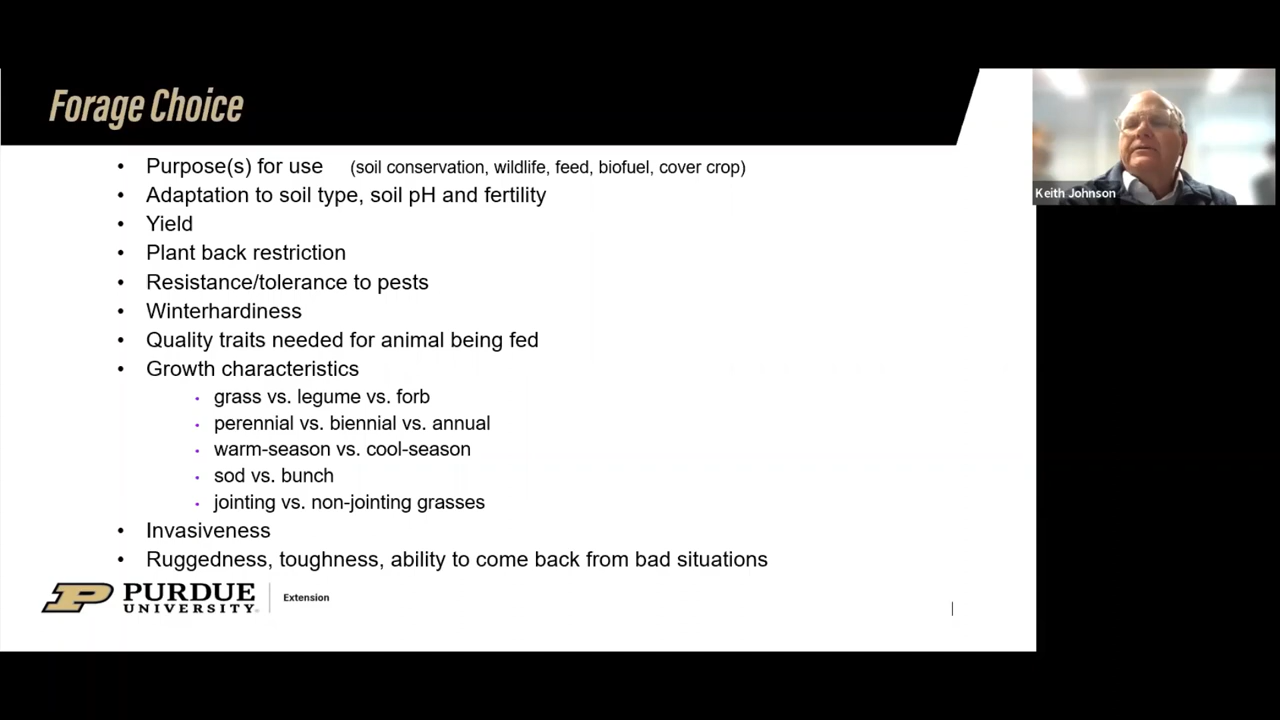 Forage Choice
• Purpose(s) for use (soil conservation, wildlife, feed, biofuel, cover crop)
• Adaptation to soil type, soil pH and fertility
• Yield
• Plant back restriction
• Resistance/tolerance to pests
• Winterhardiness
• Quality traits needed for animal being fed
• Growth characteristics
• grass vs. legume vs. forb
• perennial vs. biennial vs. annual
• warm-season vs. cool-season
• sod vs. bunch
• jointing vs. non-jointing grasses
• Invasiveness
• Ruggedness, toughness, ability to come back from bad situations
PURDUE
UNIVERSITY
Extension
Keith Johnson